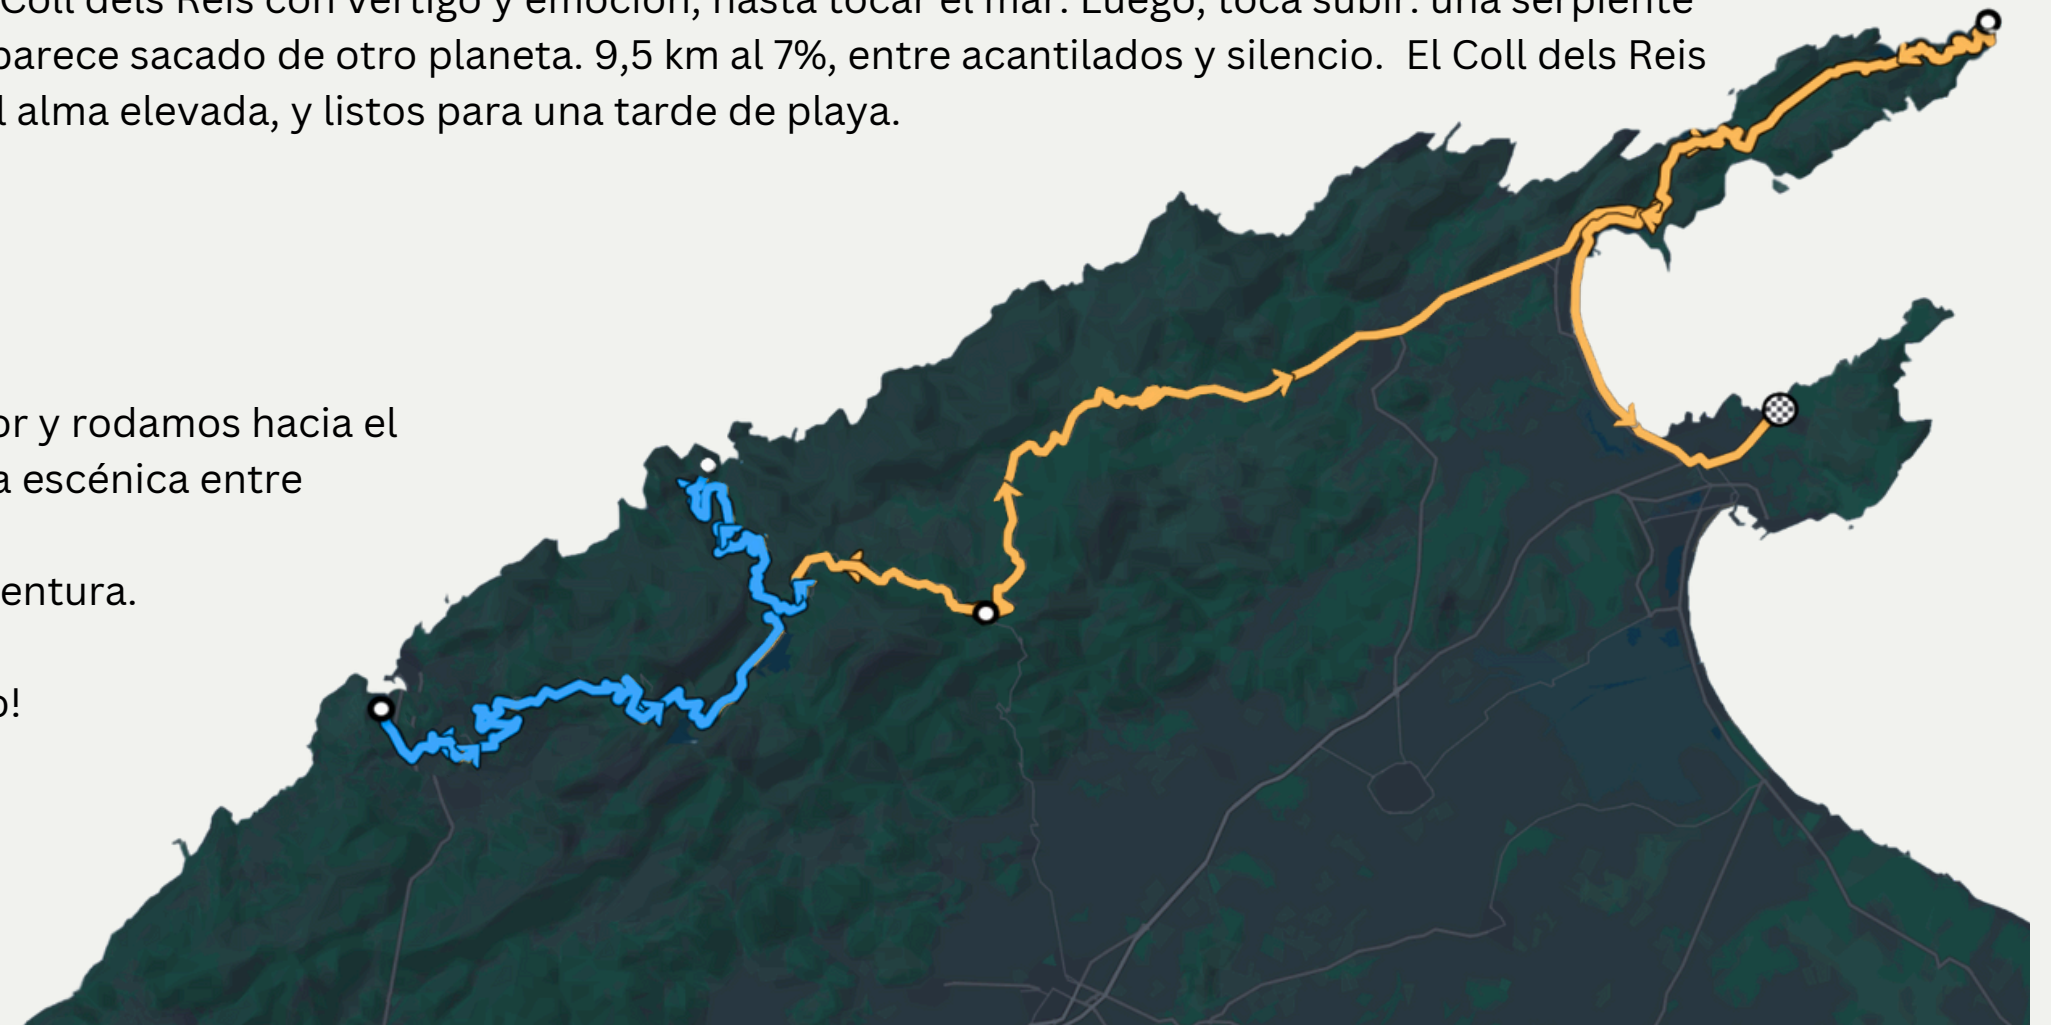 Coll dels Reis con vértigo y emoción, hasta tocar el mar. Luego, toca subir: una serpiente
parece sacado de otro planeta. 9,5 km al 7%, entre acantilados y silencio.  El Coll dels Reis
l alma elevada, y listos para una tarde de playa.
or y rodamos hacia el
a escénica entre
entura.
o!